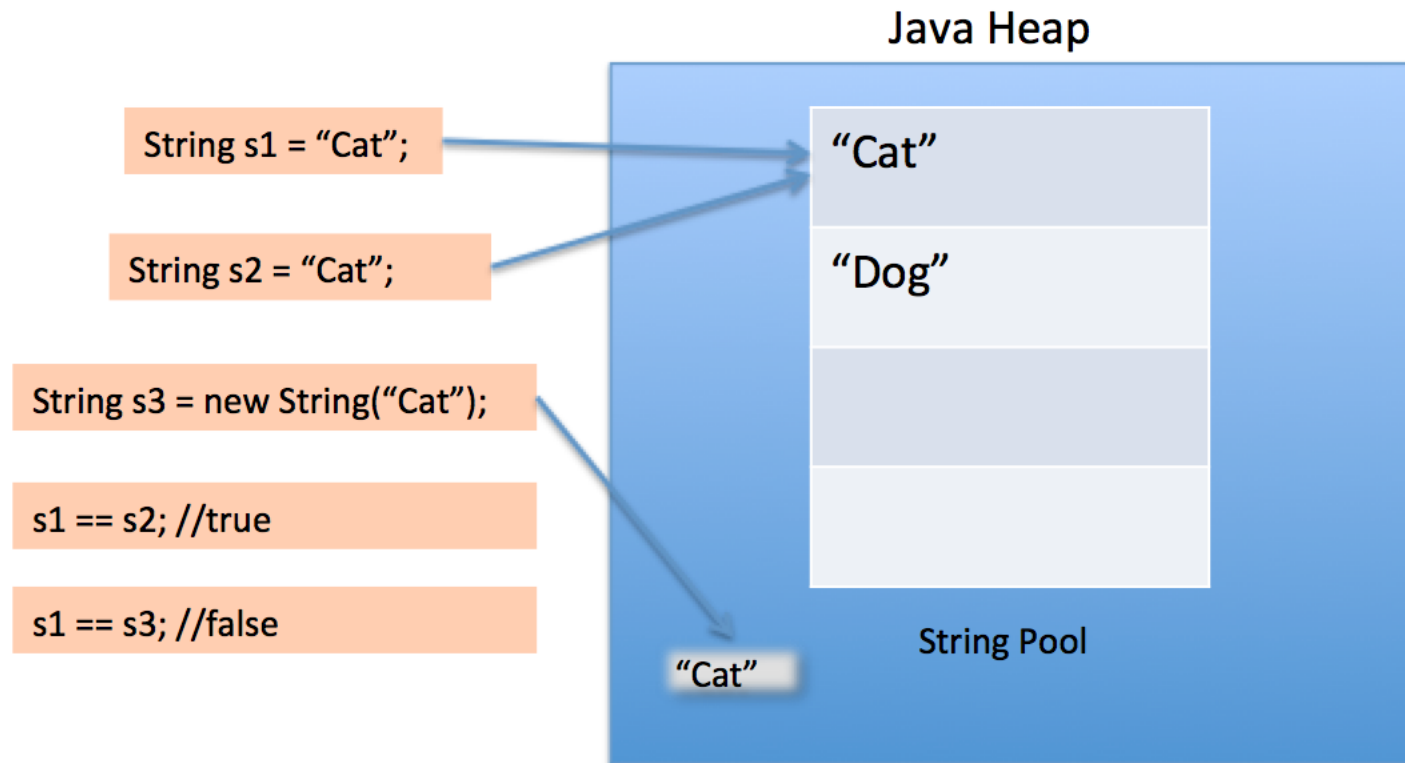 Java Heap
String s1 = “Cat”;
String s2 = “Cat”;
String s3 = new String(“Cat”);
s1 == s2; //true
s1 == s3; //false
“Cat”
“Dog”
String Pool
“Cat”